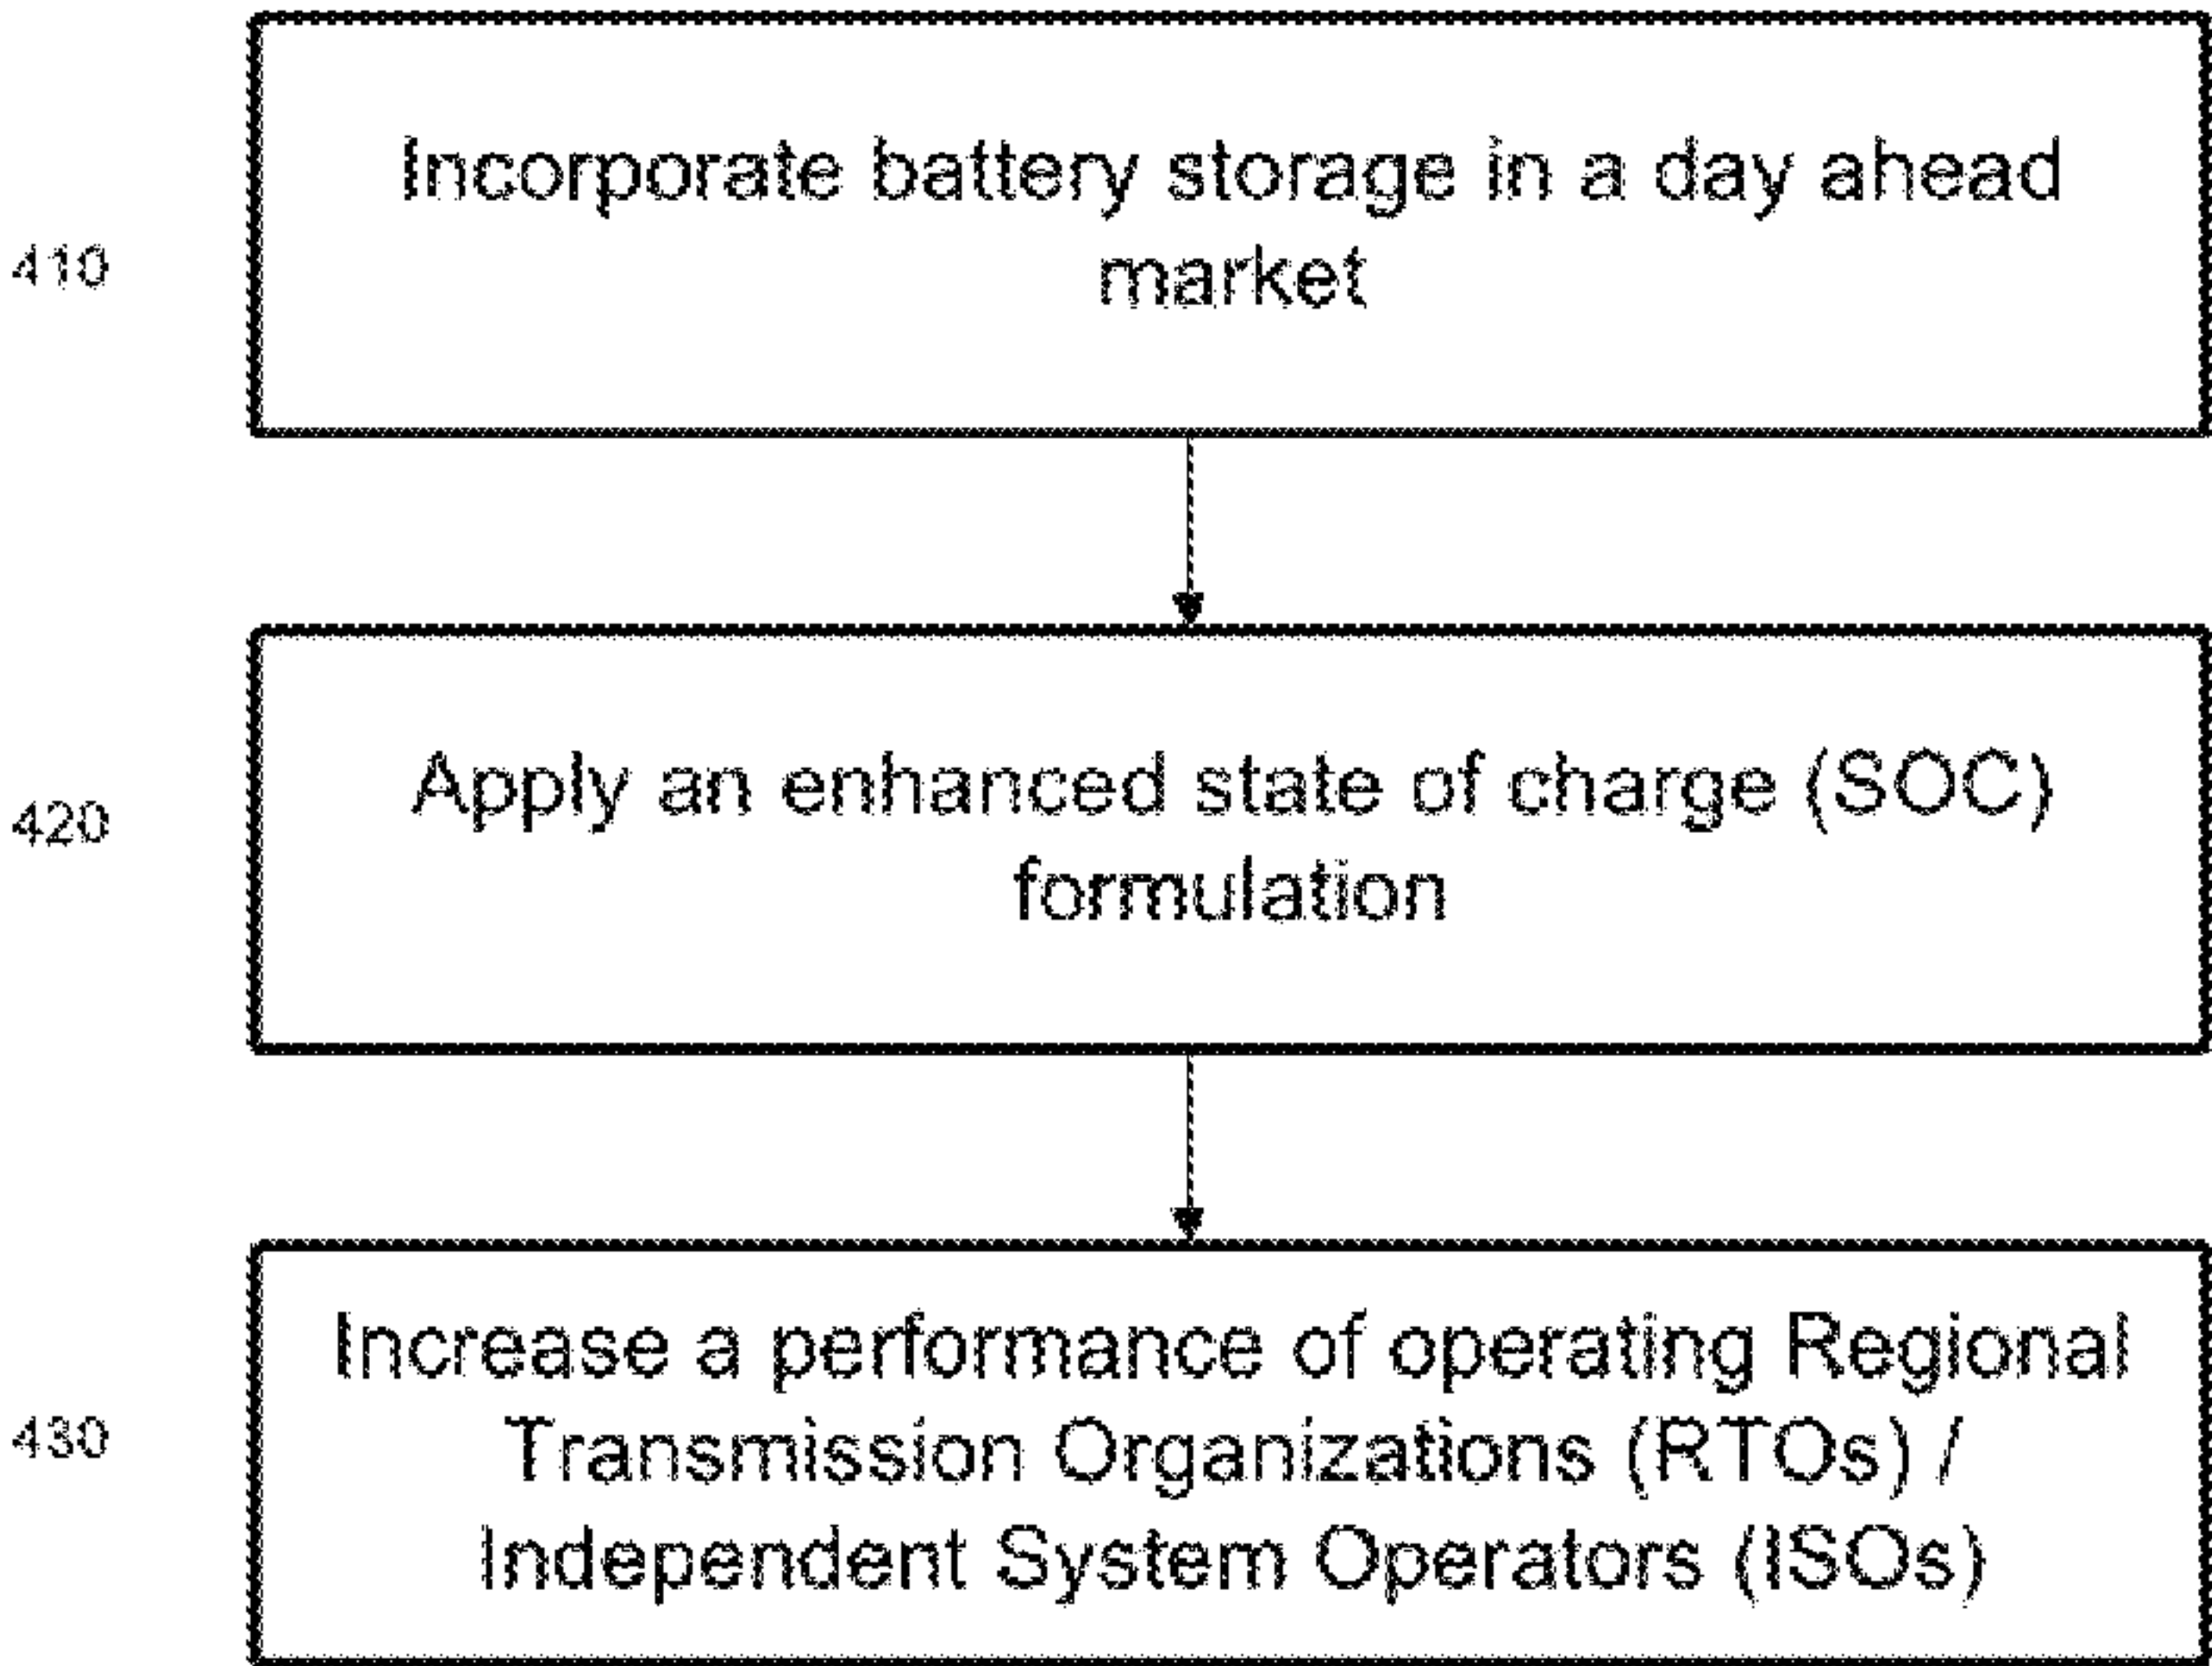 410
Incorporate battery storage in a day ahead
market
420
Apply an enhanced state of charge (SOC)
formulation
430
Increase a performance of operating Regional
Transmission Organizations (RTOs) /
Independent System Operators (ISOs)